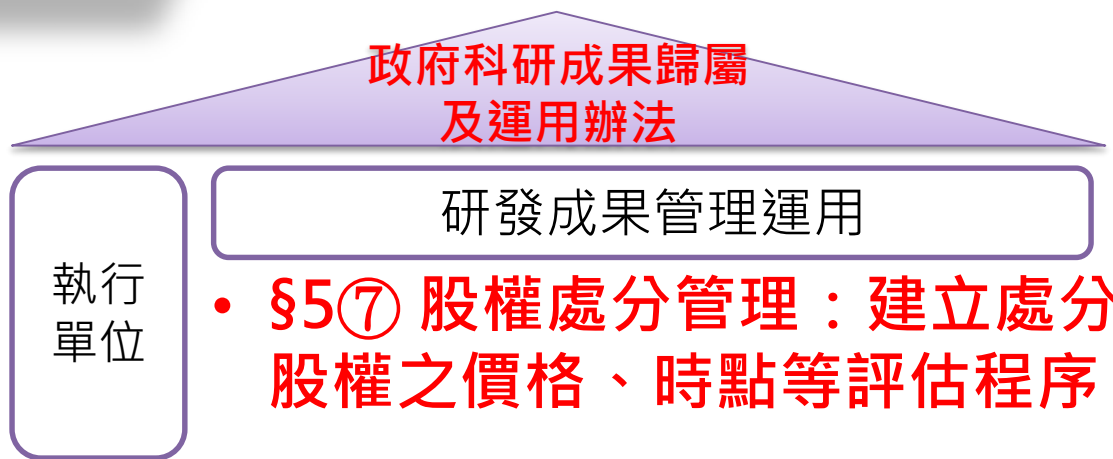 政府科研成果歸屬
及運用辦法
執行
單位
研發成果管理運用
• §5⑦ 股權處分管理：建立處分
股權之價格、時點等評估程序